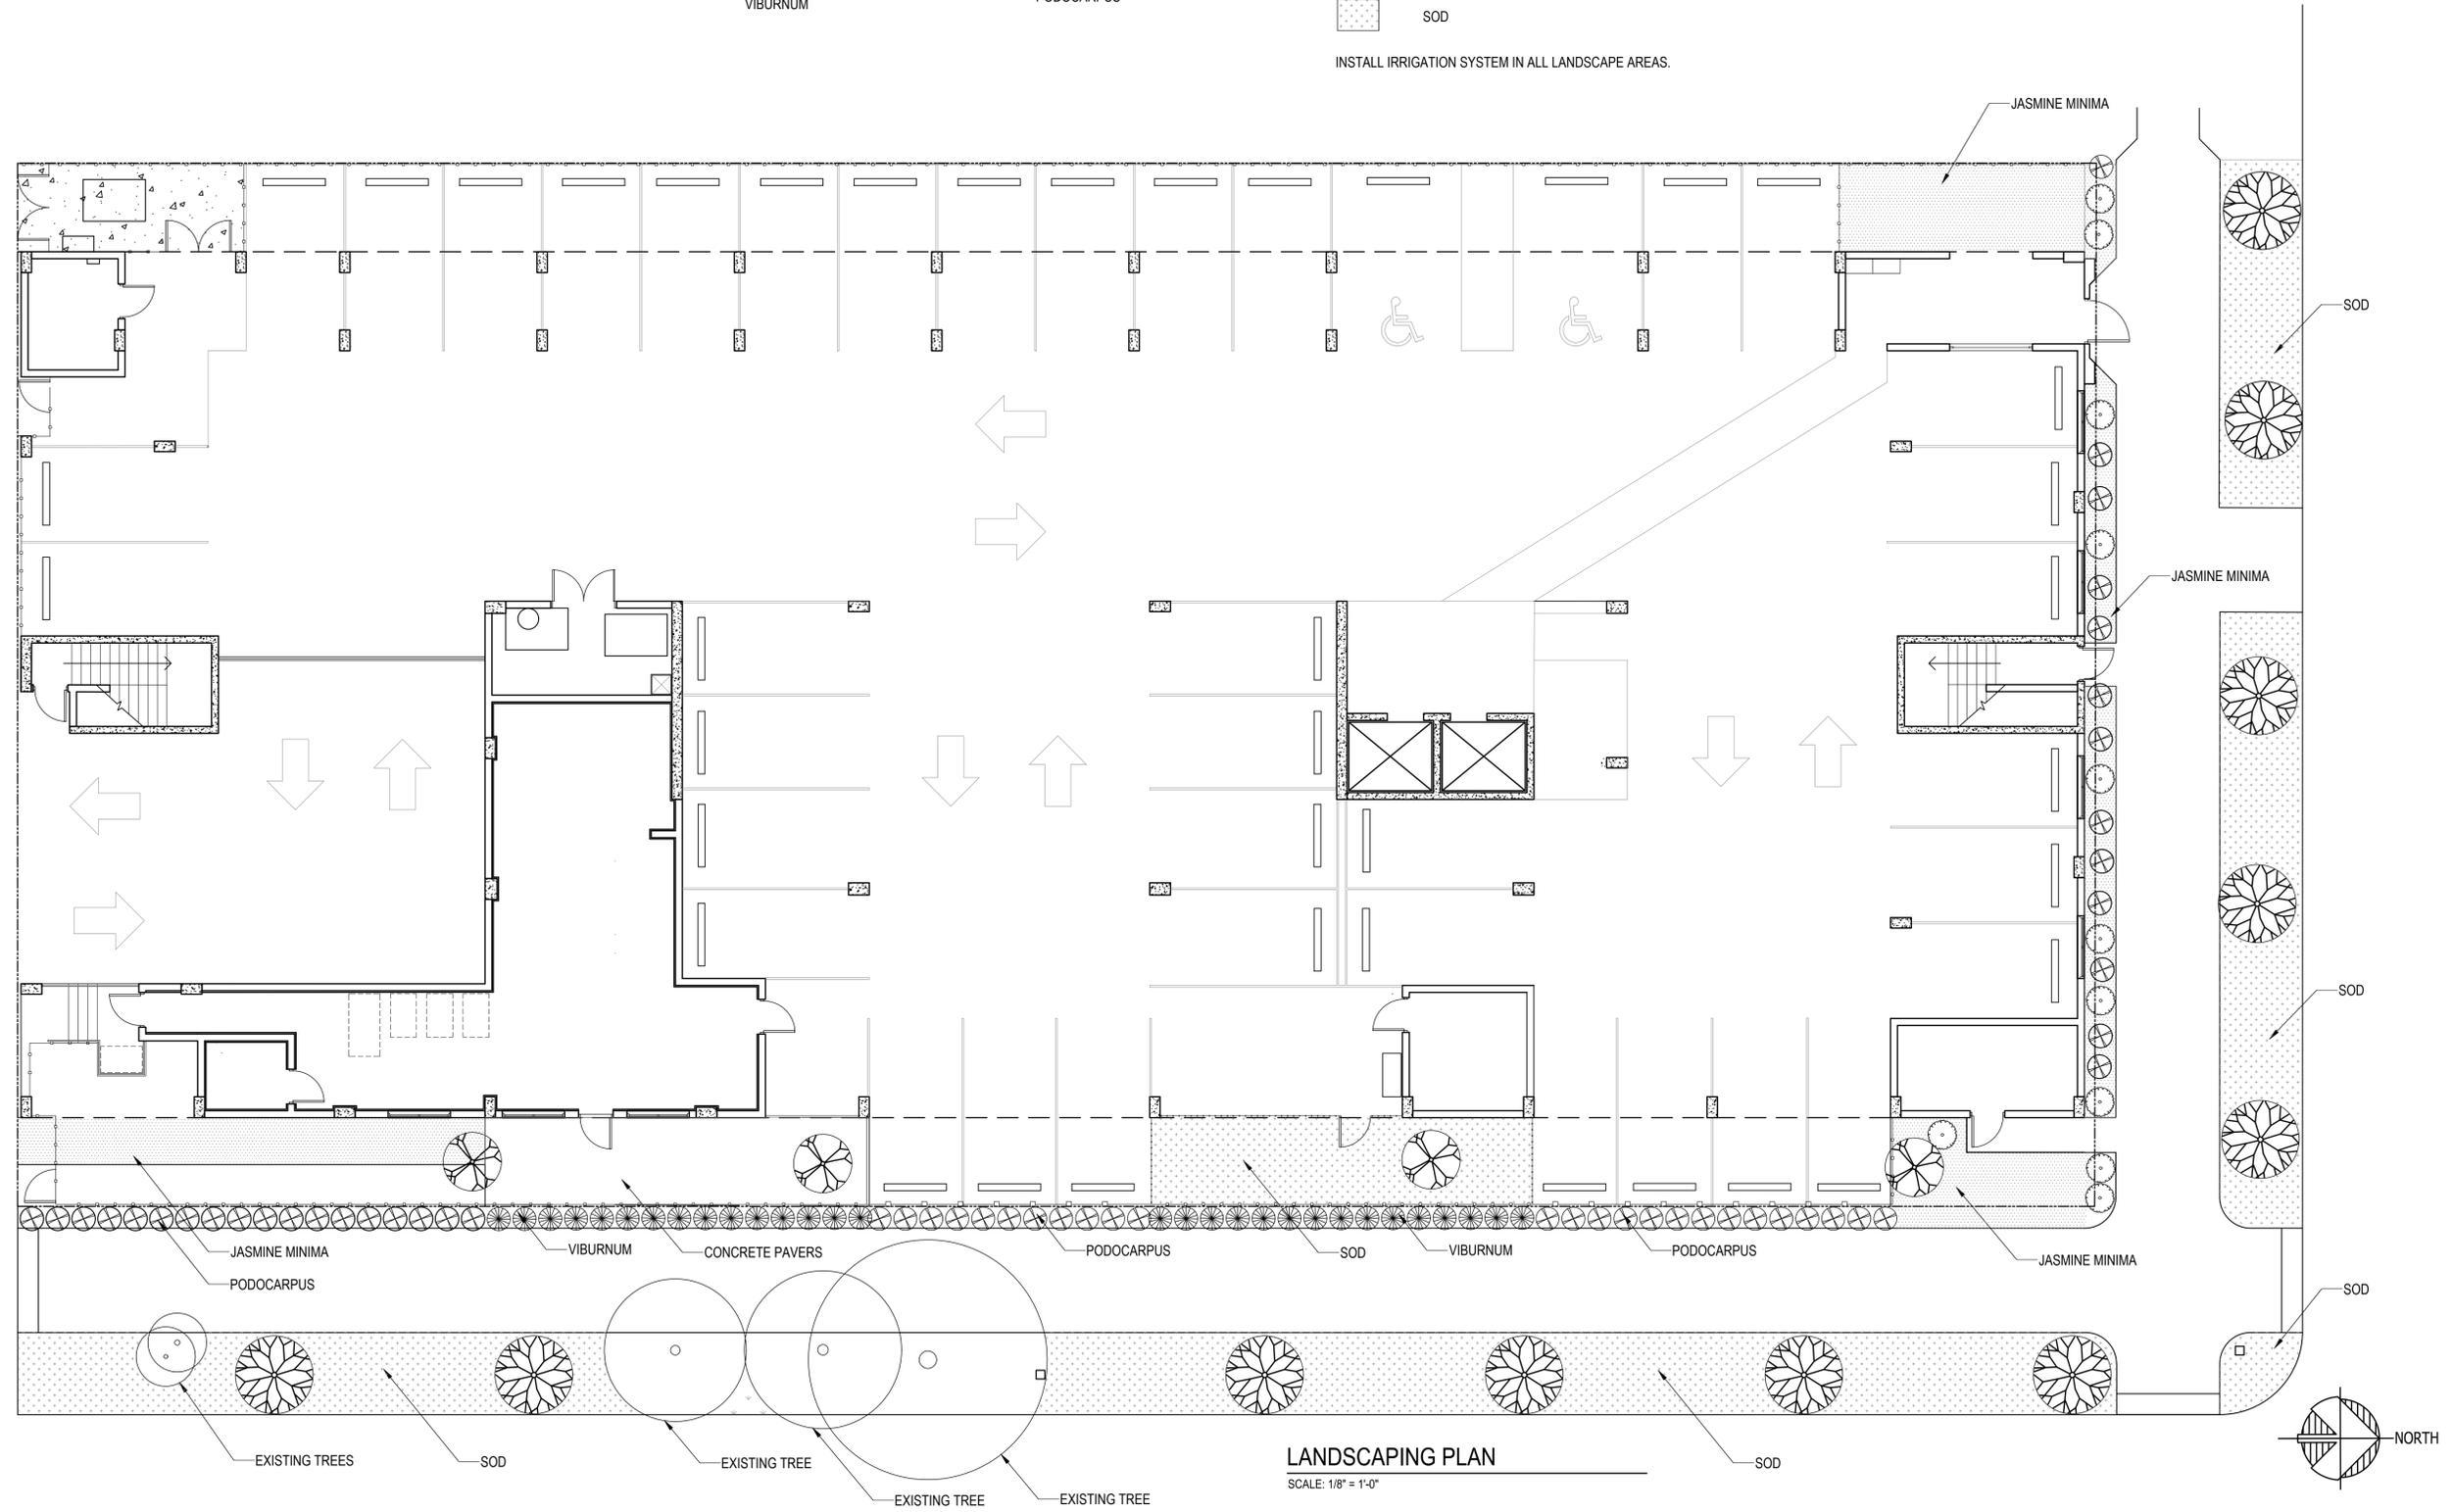 VIBURNUM
PODOCARPUS
SOD
INSTALL IRRIGATION SYSTEM IN ALL LANDSCAPE AREAS.
JASMINE MINIMA
SOD
JASMINE MINIMA
SOD
JASMINE MINIMA
PODOCARPUS
VIBURNUM
CONCRETE PAVERS
PODOCARPUS
SOD
VIBURNUM
PODOCARPUS
JASMINE MINIMA
SOD
EXISTING TREES
SOD
EXISTING TREE
EXISTING TREE
EXISTING TREE
LANDSCAPING PLAN
SCALE: 1/8" = 1'-0"
SOD
NORTH